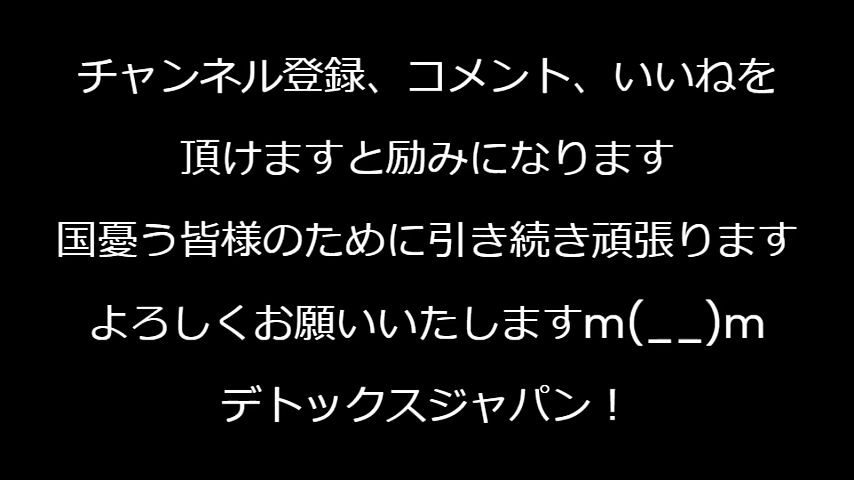 チャンネル登録、コメント、いいねを
頂けますと励みになります
国憂う皆様のために引き続き頑張ります
よろしくお願いいたしますm(__)m
デトックスジャパン！